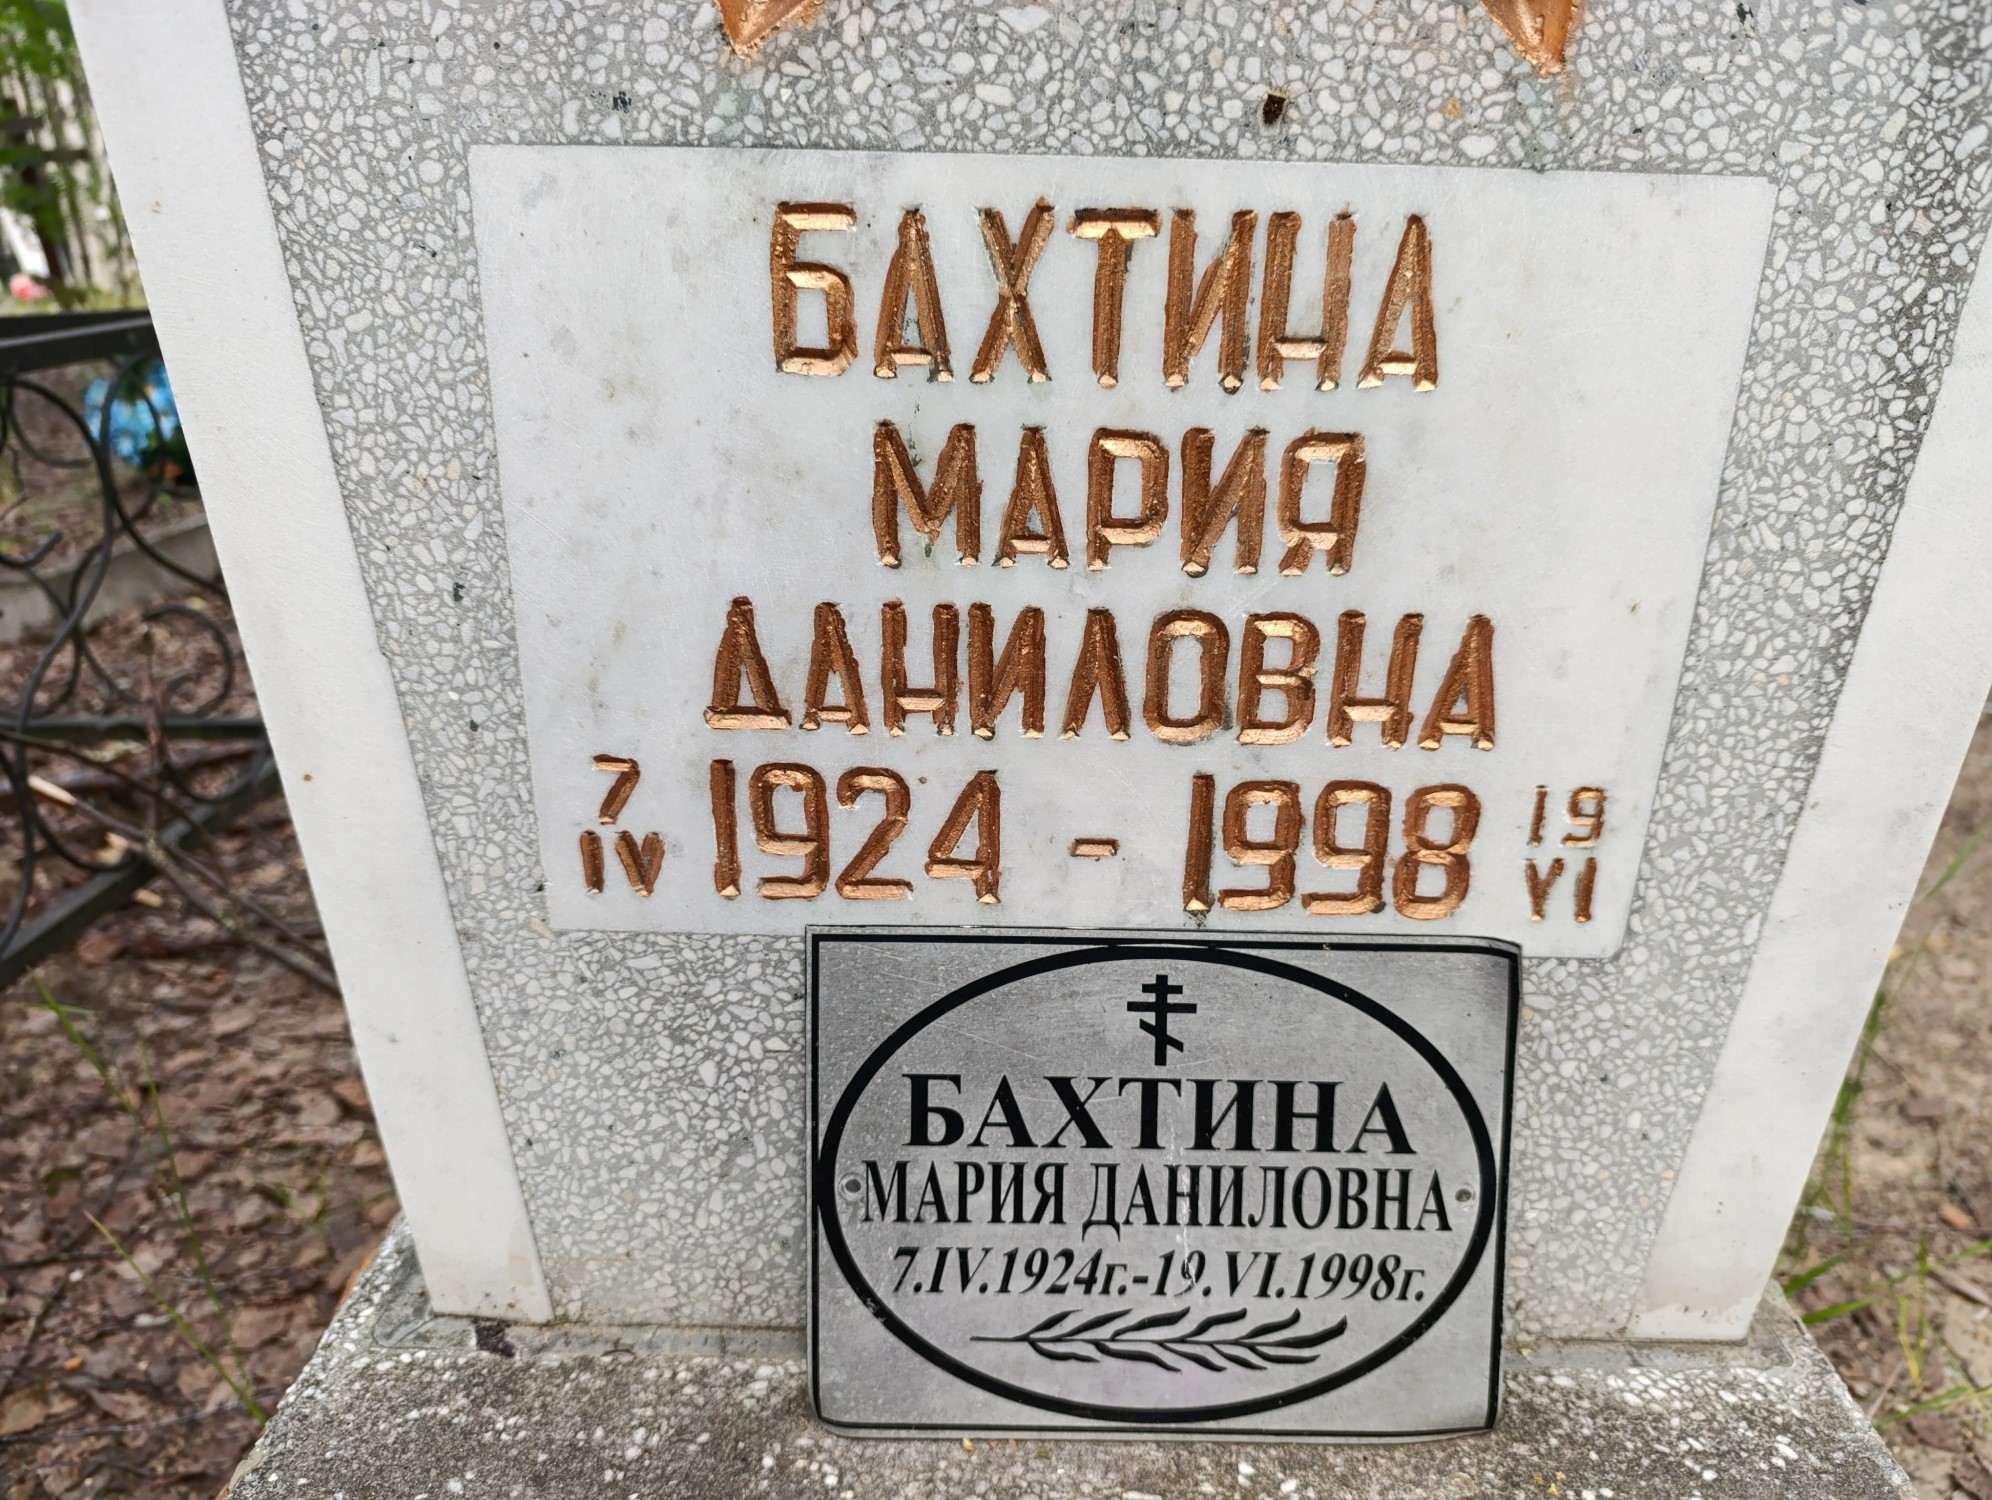 БАХТИНА
МАРИЯ
ДАНИЛОВНА
7 IV 1924 - 1998 19 VI
БАХТИНА
МАРИЯ ДАНИЛОВНА
7.IV.1924г.-19.VI.1998г.